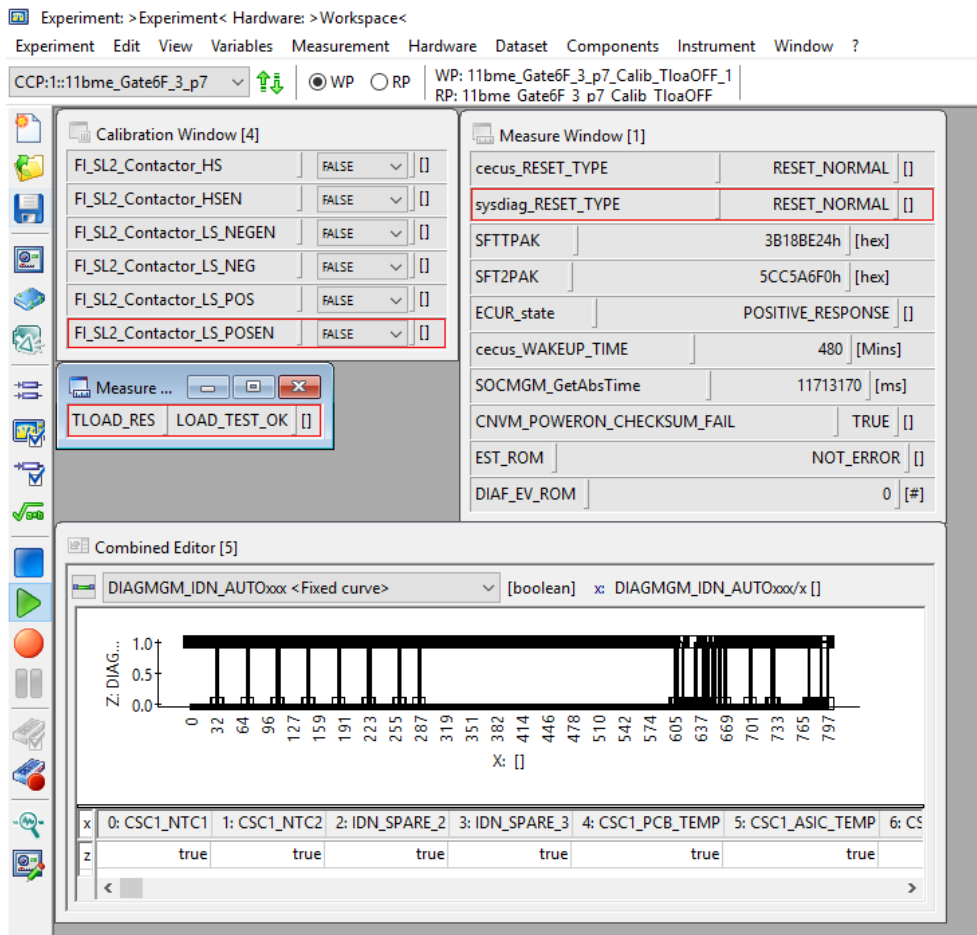 Experiment: >Experiment< Hardware: >Workspace<
Experiment Edit View Variables Measurement Hardware Dataset Components Instrument Window ?
CCP:1::11bme_Gate6F_3_p7 WP RP WP: 11bme_Gate6F_3_p7_Calib_TloaOFF_1
RP: 11bme_Gate6F_3_p7_Calib_TloaOFF
Calibration Window [4]
FI_SL2_Contactor_HS FALSE []
FI_SL2_Contactor_HSEN FALSE []
FI_SL2_Contactor_LS_NEGEN FALSE []
FI_SL2_Contactor_LS_NEG FALSE []
FI_SL2_Contactor_LS_POS FALSE []
FI_SL2_Contactor_LS_POSEN FALSE []
Measure ...
TLOAD_RES LOAD_TEST_OK []
Measure Window [1]
cecus_RESET_TYPE RESET_NORMAL []
sysdiag_RESET_TYPE RESET_NORMAL []
SFTTPAK 3B18BE24h [hex]
SFT2PAK 5CC5A6F0h [hex]
ECUR_state POSITIVE_RESPONSE []
cecus_WAKEUP_TIME 480 [Mins]
SOCMGM_GetAbsTime 11713170 [ms]
CNVM_POWERON_CHECKSUM_FAIL TRUE []
EST_ROM NOT_ERROR []
DIAF_EV_ROM 0 [#]
Combined Editor [5]
DIAGMGM_IDN_AUTOxxx <Fixed curve> [boolean] x: DIAGMGM_IDN_AUTOxxx/x []
Z: DIAG...
1.0
0.5
0.0
0 32 64 96 127 159 191 223 255 287 319 351 382 414 446 478 510 542 574 605 637 669 701 733 765 797
X: []
x 0: CSC1_NTC1 1: CSC1_NTC2 2: IDN_SPARE_2 3: IDN_SPARE_3 4: CSC1_PCB_TEMP 5: CSC1_ASIC_TEMP 6: CS
z true true true true true true